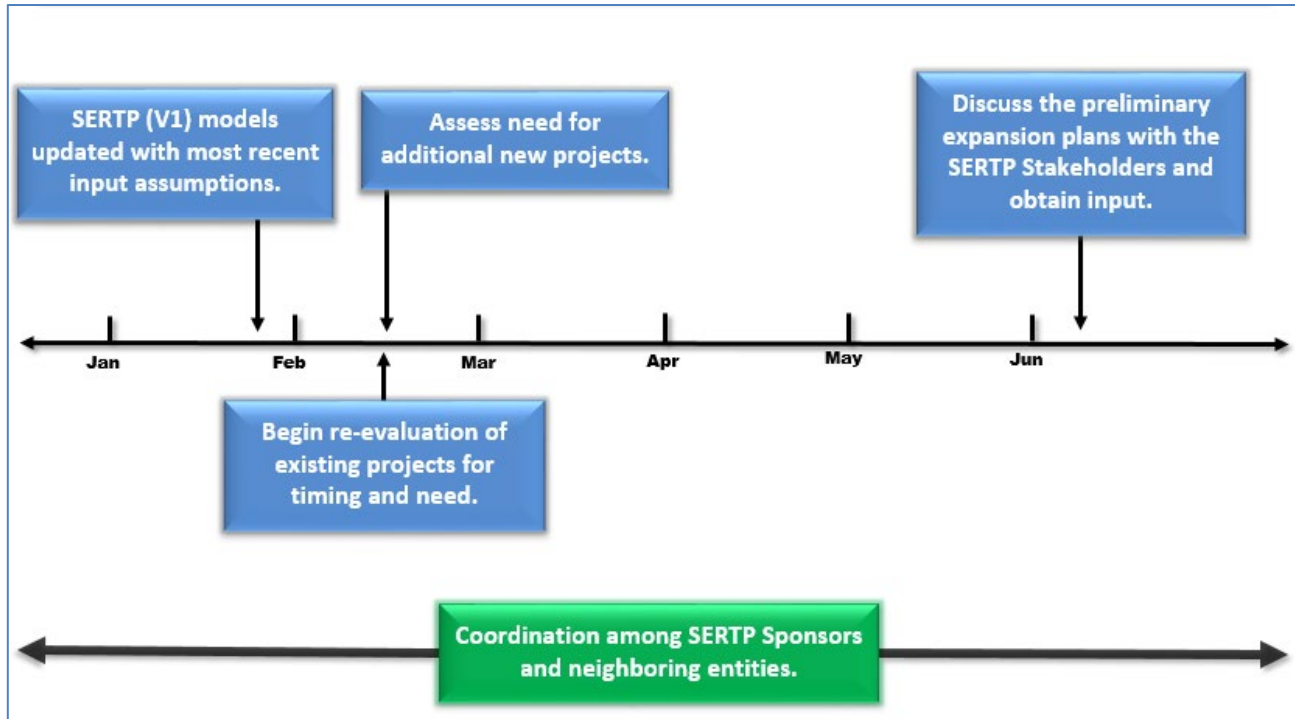 SERTP (V1) models
updated with most recent
input assumptions.
Assess need for
additional new projects.
Discuss the preliminary
expansion plans with the
SERTP Stakeholders and
obtain input.
Jan
Feb
Mar
Apr
May
Jun
Begin re-evaluation of
existing projects for
timing and need.
Coordination among SERTP Sponsors
and neighboring entities.